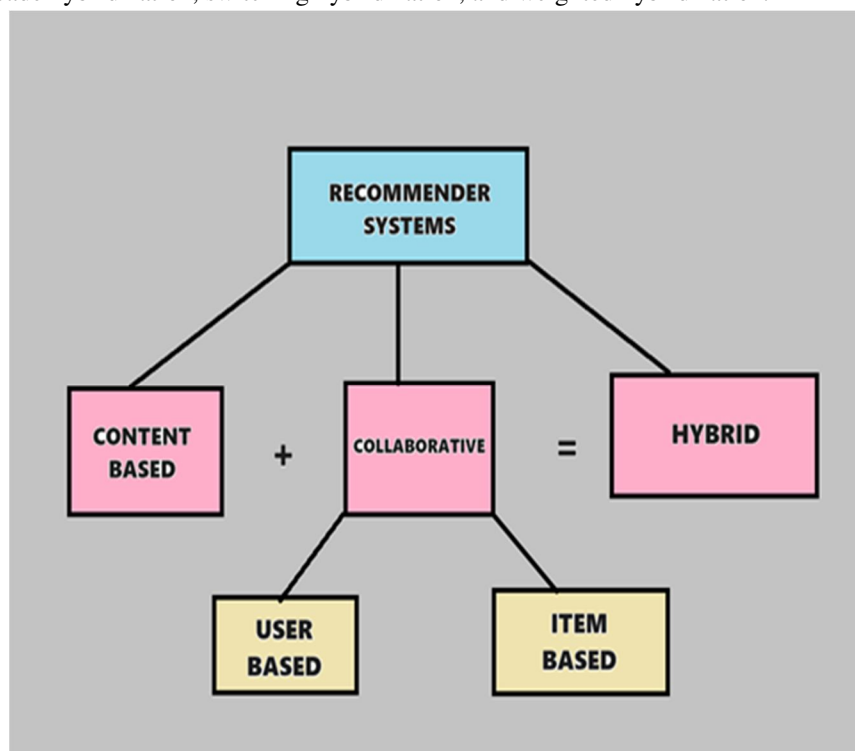 RECOMMENDER
SYSTEMS
CONTENT
BASED
+
COLLABORATIVE
=
HYBRID
USER
BASED
ITEM
BASED